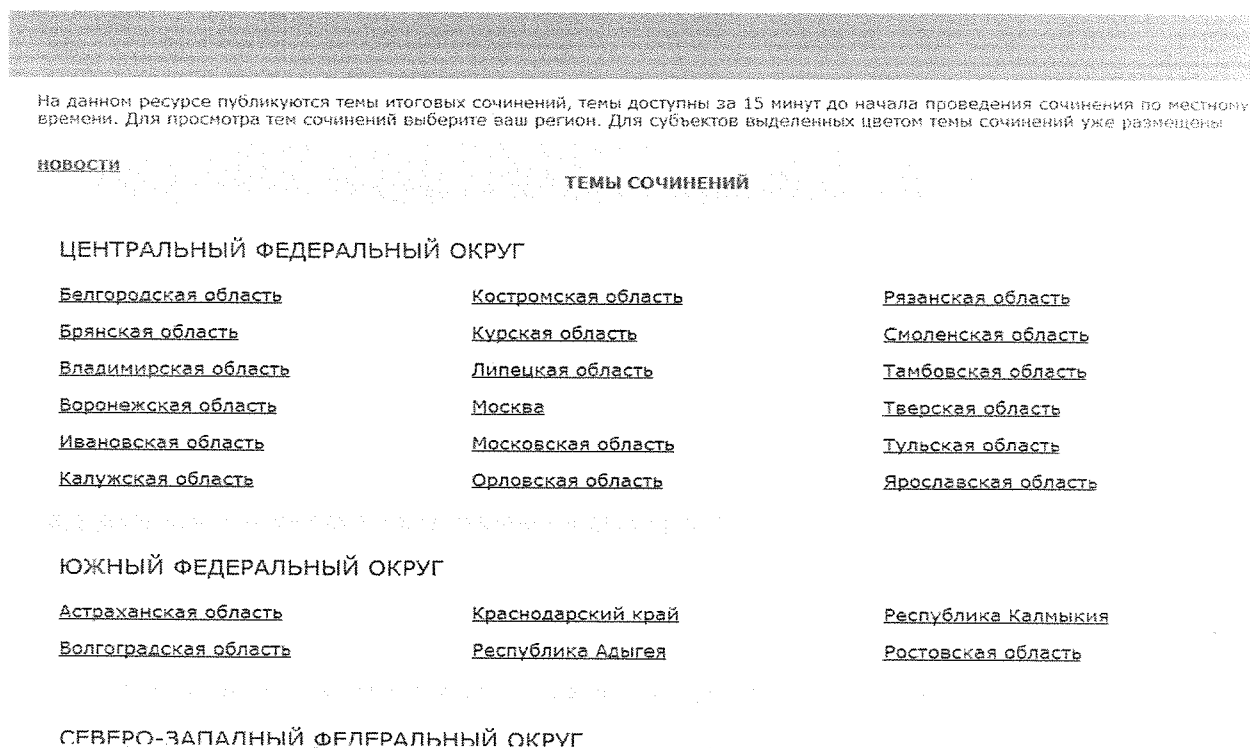 На данном ресурсе публикуются темы итоговых сочинений, темы доступны за 15 минут до начала проведения сочинения по местному
времени. Для просмотра тем сочинений выберите ваш регион. Для субъектов выделенных цветом темы сочинений уже размещены
НОВОСТИ
ТЕМЫ СОЧИНЕНИЙ
ЦЕНТРАЛЬНЫЙ ФЕДЕРАЛЬНЫЙ ОКРУГ
Белгородская область Костромская область Рязанская область
Брянская область Курская область Смоленская область
Владимирская область Липецкая область Тамбовская область
Воронежская область Москва Тверская область
Ивановская область Московская область Тульская область
Калужская область Орловская область Ярославская область
ЮЖНЫЙ ФЕДЕРАЛЬНЫЙ ОКРУГ
Астраханская область Краснодарский край Республика Калмыкия
Волгоградская область Республика Адыгея Ростовская область
СЕВЕРО-ЗАПАДНЫЙ ФЕДЕРАЛЬНЫЙ ОКРУГ